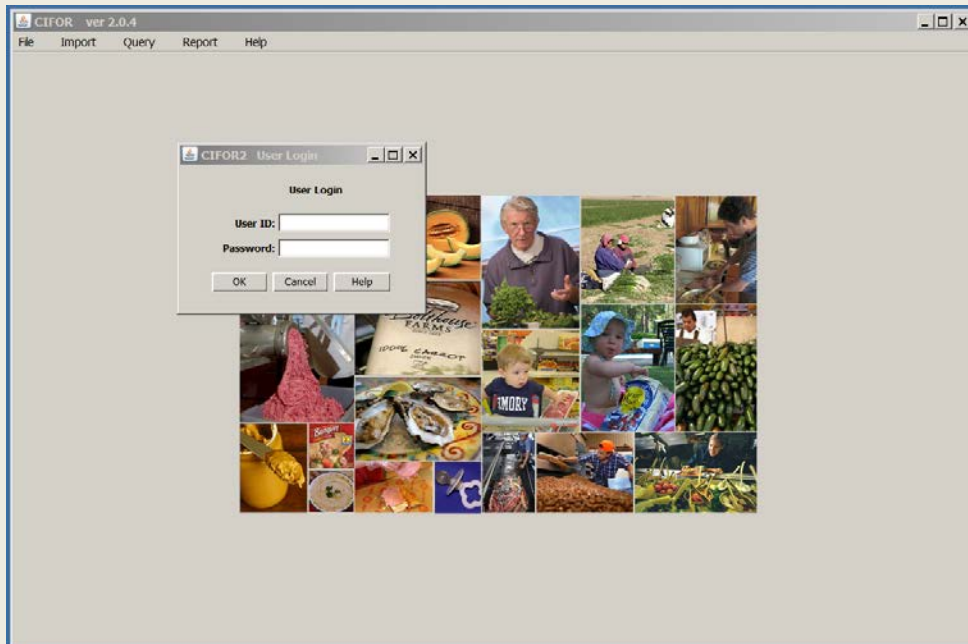 CIFOR ver 2.0.4
File Import Query Report Help
CIFOR2 User Login
User Login
User ID:
Password:
OK Cancel Help
Bolthouse
FARMS
100% CARROT
EMORY